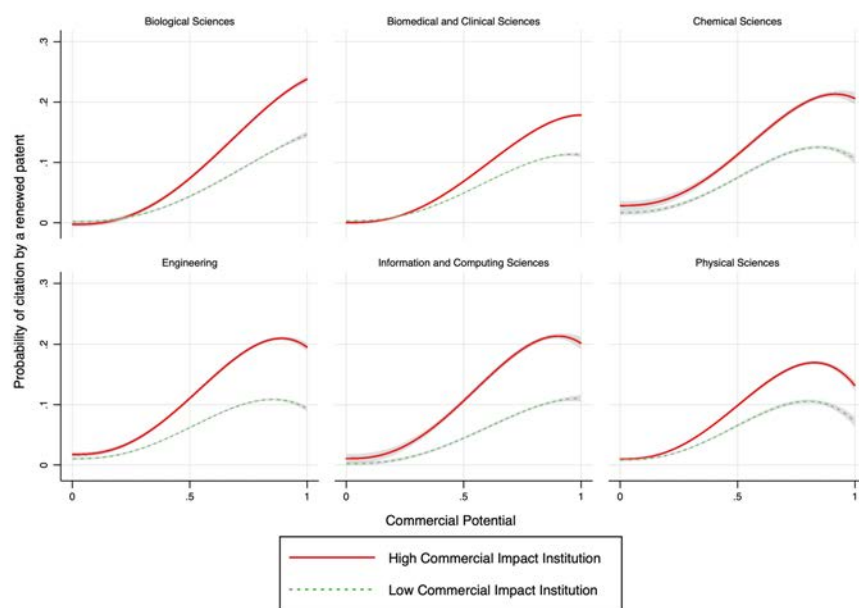 Biological Sciences
Biomedical and Clinical Sciences
Chemical Sciences
.3
.2
.1
0
Engineering
Information and Computing Sciences
Physical Sciences
.3
.2
.1
0
0 .5 1
0 .5 1
0 .5 1
Probability of citation by a renewed patent
Commercial Potential
High Commercial Impact Institution
Low Commercial Impact Institution